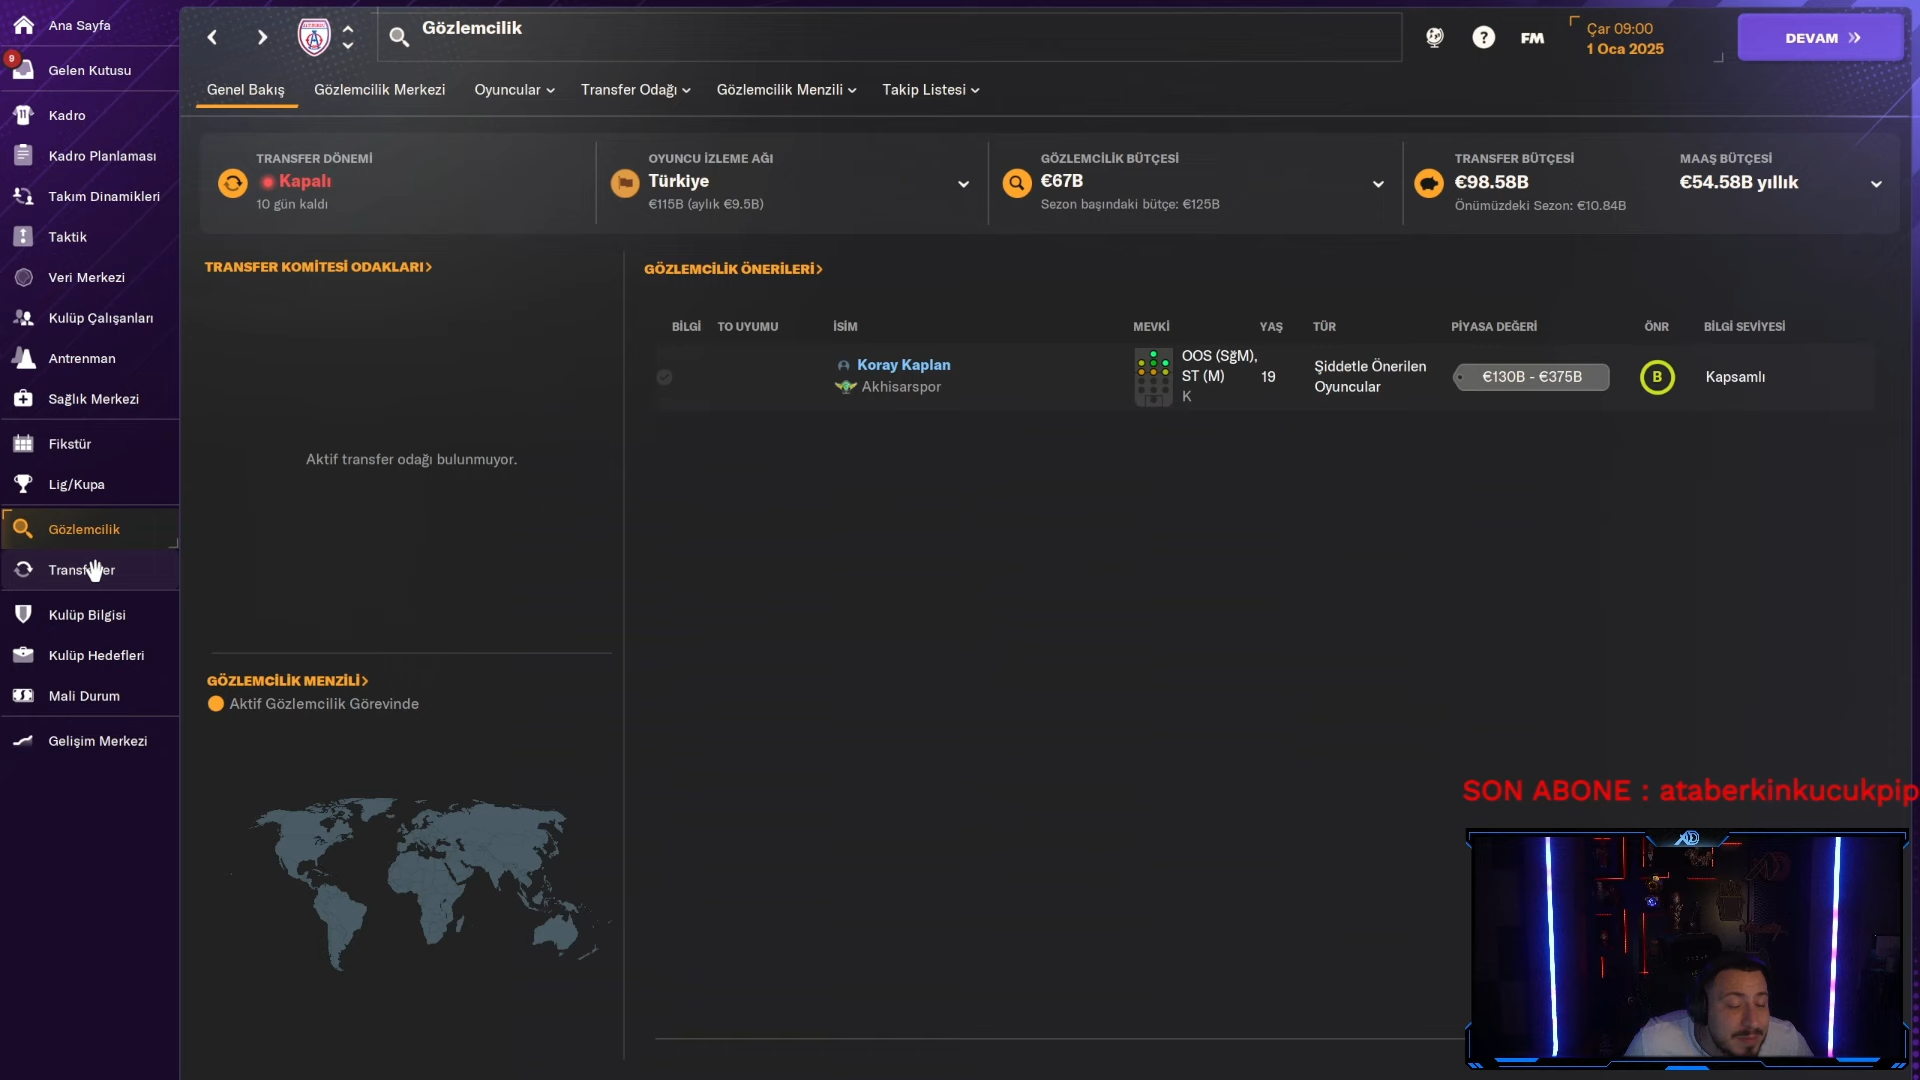 Ana Sayfa
9
Gelen Kutusu
Kadro
Kadro Planlaması
Takım Dinamikleri
Taktik
Veri Merkezi
Kulüp Çalışanları
Antrenman
Sağlık Merkezi
Fikstür
Lig/Kupa
Gözlemcilik
Kulüp Bilgisi
Kulüp Hedefleri
Mali Durum
Gelişim Merkezi
Gözlemcilik
FM
Çar 09:00
1 Oca 2025
DEVAM
Genel Bakış
Gözlemcilik Merkezi
Oyuncular
Transfer Odağı
Gözlemcilik Menzili
Takip Listesi
TRANSFER DÖNEMİ
Kapalı
10 gün kaldı
OYUNCU İZLEME AĞI
Türkiye
€115B (aylık €9.5B)
GÖZLEMCİLİK BÜTÇESİ
€67B
Sezon başındaki bütçe: €125B
TRANSFER BÜTÇESİ
€98.58B
Önümüzdeki Sezon: €10.84B
MAAŞ BÜTÇESİ
€54.58B yıllık
TRANSFER KOMİTESİ ODAKLARI>
Aktif transfer odağı bulunmuyor.
GÖZLEMCİLİK MENZİLİ>
Aktif Gözlemcilik Görevinde
GÖZLEMCİLİK ÖNERİLERİ>
BİLGİ TO UYUMU İSİM MEVKİ YAŞ TÜR PİYASA DEĞERİ ÖNR BİLGİ SEVİYESİ
Koray Kaplan
Akhisarspor
OOS (SğM),
ST (M)
K
19
Şiddetle Önerilen
Oyuncular
€130B - €375B
B
Kapsamlı
SON ABONE : ataberkinkucukpip